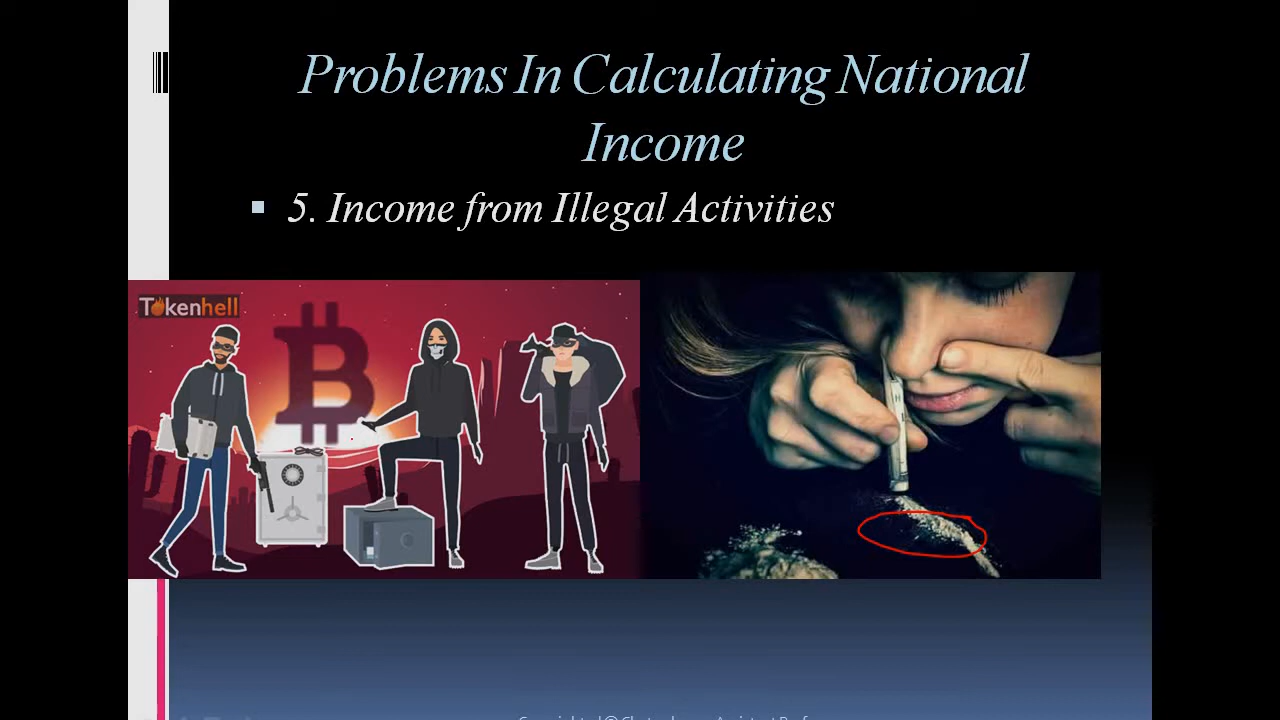 Problems In Calculating National
Income
5. Income from Illegal Activities
Tokenhell